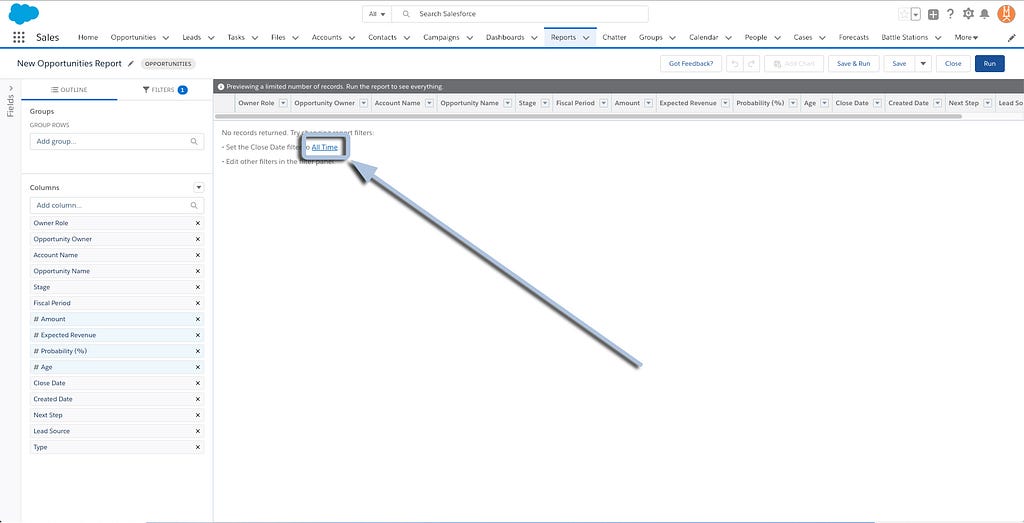 All
Search Salesforce
Sales
Home
Opportunities
Leads
Tasks
Files
Accounts
Contacts
Campaigns
Dashboards
Reports
Chatter
Groups
Calendar
People
Cases
Forecasts
Battle Stations
More
New Opportunities Report
OPPORTUNITIES
Got Feedback?
Add Chart
Save & Run
Save
Close
Run
Fields
OUTLINE
FILTERS 1
Previewing a limited number of records. Run the report to see everything.
Groups
GROUP ROWS
Add group...
Columns
Add column...
Owner Role
Opportunity Owner
Account Name
Opportunity Name
Stage
Fiscal Period
# Amount
# Expected Revenue
# Probability (%)
# Age
Close Date
Created Date
Next Step
Lead Source
Type
Owner Role
Opportunity Owner
Account Name
Opportunity Name
Stage
Fiscal Period
Amount
Expected Revenue
Probability (%)
Age
Close Date
Created Date
Next Step
Lead So
No records returned. Try changing report filters:
- Set the Close Date filter to All Time
- Edit other filters in the filter panel.